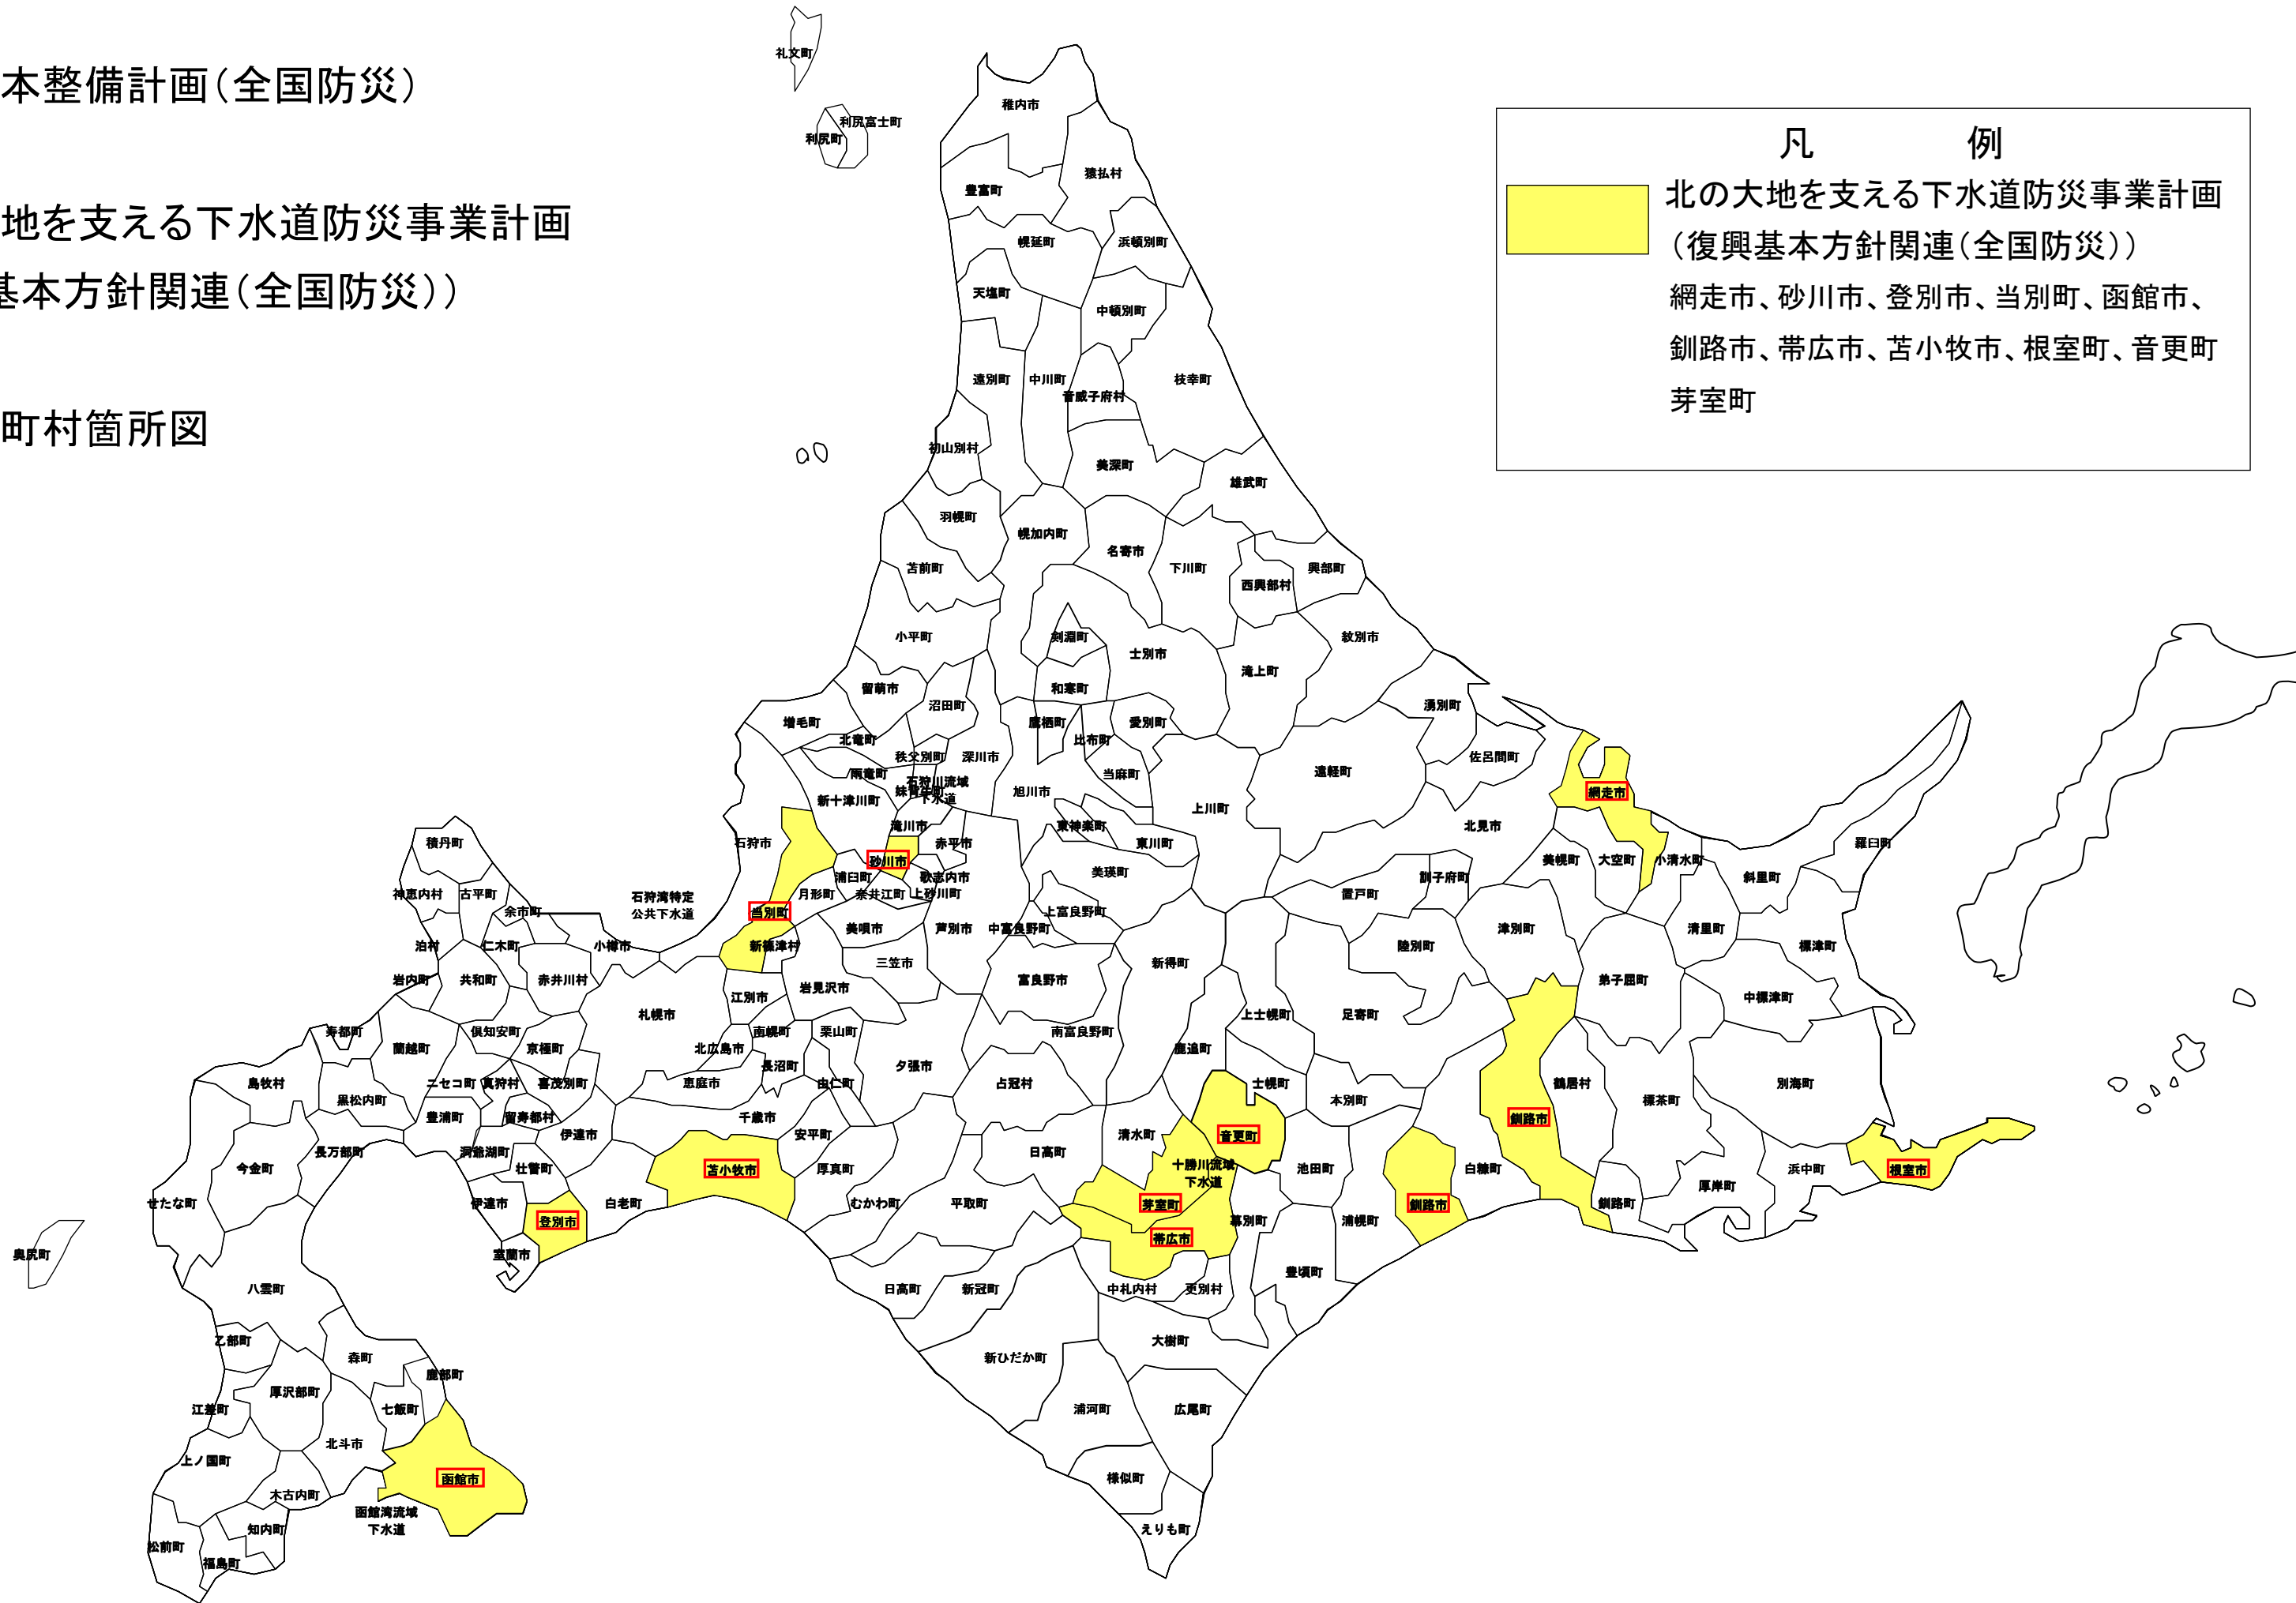 本整備計画(全国防災)
地を支える下水道防災事業計画
基本方針関連(全国防災))
町村箇所図
凡 例
北の大地を支える下水道防災事業計画
(復興基本方針関連(全国防災))
網走市、砂川市、登別市、当別町、函館市、
釧路市、帯広市、苫小牧市、根室町、音更町
芽室町
礼文町
利尻富士町
利尻町
稚内市
猿払村
豊富町
幌延町
浜頓別町
天塩町
中頓別町
遠別町
中川町
音威子府村
枝幸町
初山別村
美深町
雄武町
羽幌町
幌加内町
名寄市
下川町
西興部村
興部町
苫前町
小平町
剣淵町
士別市
紋別市
滝上町
留萌市
和寒町
沼田町
湧別町
増毛町
鷹栖町
愛別町
北竜町
比布町
秩父別町
深川市
佐呂間町
雨竜町
当麻町
遠軽町
石狩川流域
下水道
妹背牛町
旭川市
網走市
新十津川町
上川町
滝川市
東神楽町
北見市
石狩市
赤平市
東川町
羅臼町
積丹町
砂川市
美幌町
大空町
小清水町
浦臼町
歌志内市
美瑛町
訓子府町
斜里町
神恵内村
古平町
石狩湾特定
公共下水道
月形町
奈井江町
上砂川町
置戸町
余市町
当別町
上富良野町
美唄市
芦別市
中富良野町
津別町
清里町
泊村
仁木町
小樽市
新篠津村
陸別町
標津町
三笠市
新得町
岩内町
共和町
赤井川村
岩見沢市
富良野市
弟子屈町
江別市
中標津町
札幌市
上士幌町
足寄町
寿都町
倶知安町
南幌町
栗山町
南富良野町
蘭越町
京極町
北広島市
鹿追町
長沼町
夕張市
島牧村
ニセコ町
真狩村
喜茂別町
恵庭市
由仁町
占冠村
士幌町
鶴居村
別海町
黒松内町
本別町
標茶町
豊浦町
留寿都村
千歳市
釧路市
伊達市
安平町
清水町
音更町
長万部町
洞爺湖町
日高町
今金町
壮瞥町
苫小牧市
厚真町
十勝川流域
下水道
池田町
白糠町
浜中町
根室市
せたな町
伊達市
白老町
むかわ町
平取町
芽室町
釧路市
釧路町
厚岸町
登別市
幕別町
浦幌町
帯広市
奥尻町
室蘭市
豊頃町
八雲町
日高町
新冠町
中札内村
更別村
乙部町
大樹町
森町
新ひだか町
鹿部町
厚沢部町
江差町
七飯町
浦河町
広尾町
北斗市
上ノ国町
函館市
様似町
木古内町
函館湾流域
下水道
知内町
えりも町
松前町
福島町